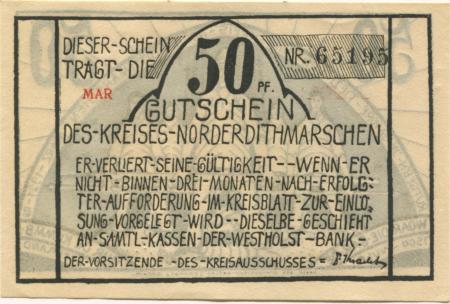 DIESER-SCHEIN
TRAGT-DIE
50 PF.
NR. 65195
MAR
GUTSCHEIN
DES-KREISES-NORDERDITHMARSCHEN
ER-VERLIERT-SEINE-GÜLTIGKEIT--WENN-ER
NICHT-BINNEN-DREI-MONATEN-NACH-ERFOLG-
TER-AUFFORDERUNG-IM-KREISBLATT-ZUR-EINLÖ-
SUNG-VORGELEGT-WIRD--DIESELBE-GESCHIEHT
AN-SAMTL-KASSEN-DER-WESTHOLST-BANK-
DER-VORSITZENDE-DES-KREISAUSSCHUSSES=